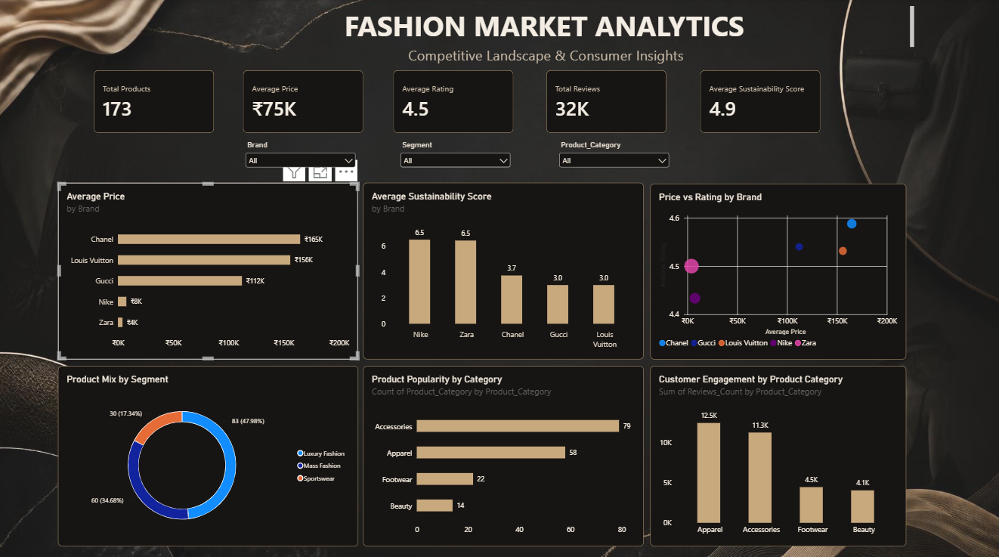 FASHION MARKET ANALYTICS
Competitive Landscape & Consumer Insights
Total Products
173
Average Price
₹75K
Average Rating
4.5
Total Reviews
32K
Average Sustainability Score
4.9
Brand
All
Segment
All
Product_Category
All
Average Price
by Brand
Chanel
₹165K
Louis Vuitton
₹156K
Gucci
₹112K
Nike
₹8K
Zara
₹4K
₹0K
₹50K
₹100K
₹150K
₹200K
Average Sustainability Score
by Brand
6
4
2
0
6.5
6.5
3.7
3.0
3.0
Nike
Zara
Chanel
Gucci
Louis
Vuitton
Price vs Rating by Brand
Average Rating
4.6
4.5
4.4
₹0K
₹50K
₹100K
₹150K
₹200K
Average Price
Chanel
Gucci
Louis Vuitton
Nike
Zara
Product Mix by Segment
30 (17.34%)
83 (47.98%)
60 (34.68%)
Luxury Fashion
Mass Fashion
Sportswear
Product Popularity by Category
Count of Product_Category by Product_Category
Accessories
79
Apparel
58
Footwear
22
Beauty
14
0
20
40
60
80
Customer Engagement by Product Category
Sum of Reviews_Count by Product_Category
10K
5K
0K
12.5K
11.3K
4.5K
4.1K
Apparel
Accessories
Footwear
Beauty